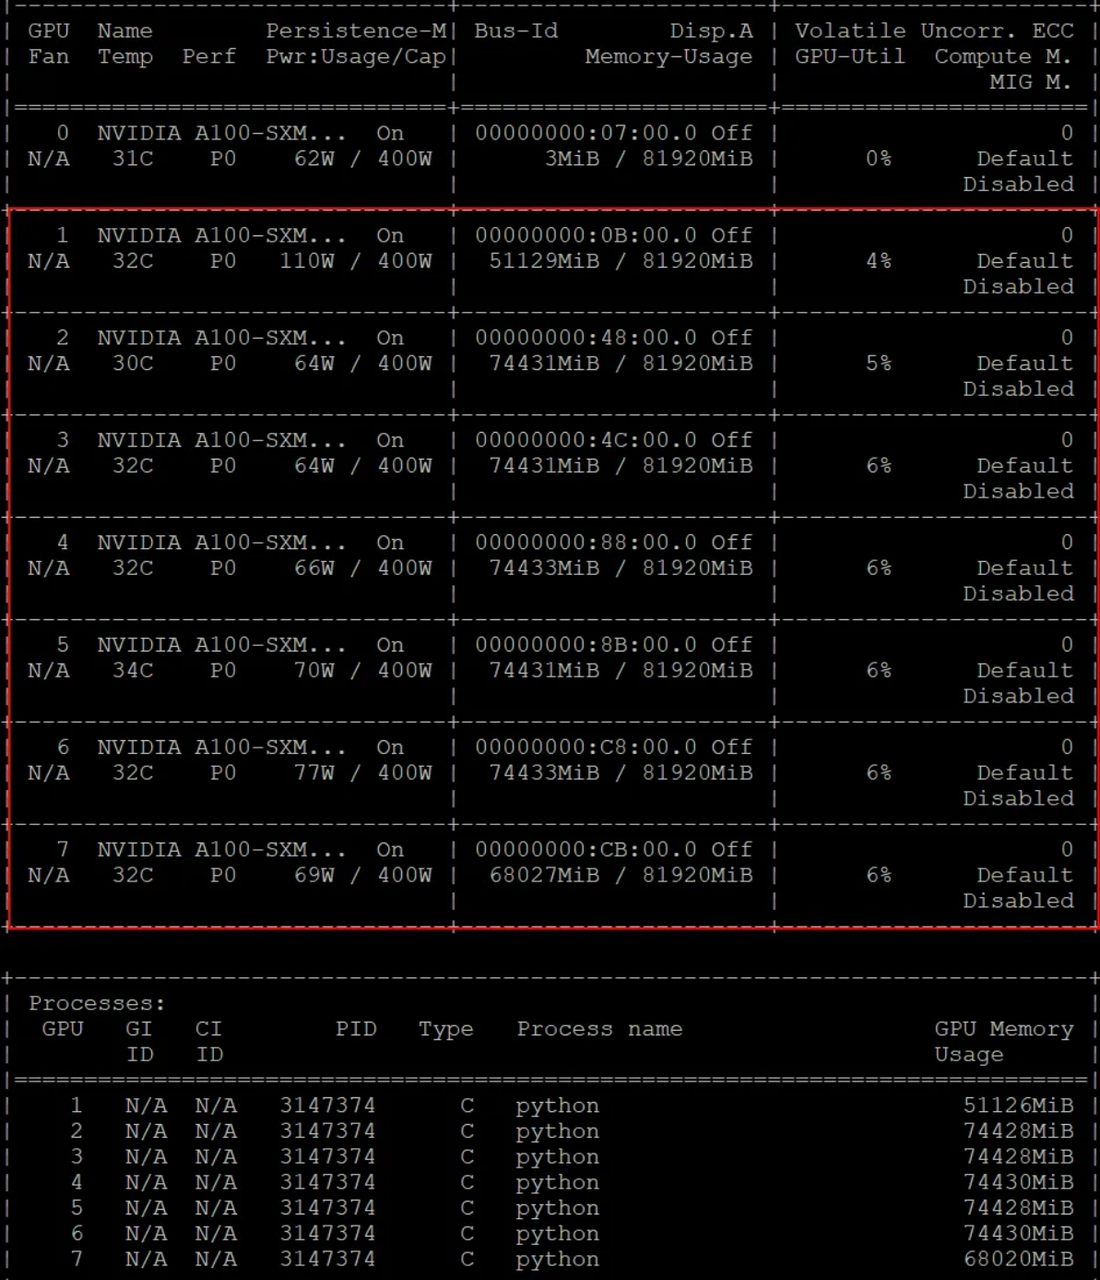 |-------------------------------+----------------------+----------------------+
| GPU  Name        Persistence-M| Bus-Id        Disp.A | Volatile Uncorr. ECC |
| Fan  Temp  Perf  Pwr:Usage/Cap|         Memory-Usage | GPU-Util  Compute M. |
|                               |                      |               MIG M. |
|===============================+======================+======================|
|   0  NVIDIA A100-SXM...  On   | 00000000:07:00.0 Off |                    0 |
| N/A   31C    P0    62W / 400W |      3MiB / 81920MiB |      0%      Default |
|                               |                      |             Disabled |
+-------------------------------+----------------------+----------------------+
|   1  NVIDIA A100-SXM...  On   | 00000000:0B:00.0 Off |                    0 |
| N/A   32C    P0   110W / 400W |  51129MiB / 81920MiB |      4%      Default |
|                               |                      |             Disabled |
+-------------------------------+----------------------+----------------------+
|   2  NVIDIA A100-SXM...  On   | 00000000:48:00.0 Off |                    0 |
| N/A   30C    P0    64W / 400W |  74431MiB / 81920MiB |      5%      Default |
|                               |                      |             Disabled |
+-------------------------------+----------------------+----------------------+
|   3  NVIDIA A100-SXM...  On   | 00000000:4C:00.0 Off |                    0 |
| N/A   32C    P0    64W / 400W |  74431MiB / 81920MiB |      6%      Default |
|                               |                      |             Disabled |
+-------------------------------+----------------------+----------------------+
|   4  NVIDIA A100-SXM...  On   | 00000000:88:00.0 Off |                    0 |
| N/A   32C    P0    66W / 400W |  74433MiB / 81920MiB |      6%      Default |
|                               |                      |             Disabled |
+-------------------------------+----------------------+----------------------+
|   5  NVIDIA A100-SXM...  On   | 00000000:8B:00.0 Off |                    0 |
| N/A   34C    P0    70W / 400W |  74431MiB / 81920MiB |      6%      Default |
|                               |                      |             Disabled |
+-------------------------------+----------------------+----------------------+
|   6  NVIDIA A100-SXM...  On   | 00000000:C8:00.0 Off |                    0 |
| N/A   32C    P0    77W / 400W |  74433MiB / 81920MiB |      6%      Default |
|                               |                      |             Disabled |
+-------------------------------+----------------------+----------------------+
|   7  NVIDIA A100-SXM...  On   | 00000000:CB:00.0 Off |                    0 |
| N/A   32C    P0    69W / 400W |  68027MiB / 81920MiB |      6%      Default |
|                               |                      |             Disabled |
+-------------------------------+----------------------+----------------------+
+-----------------------------------------------------------------------------+
| Processes:                                                                  |
|  GPU   GI   CI        PID   Type   Process name                  GPU Memory |
|        ID   ID                                                   Usage      |
|=============================================================================|
|    1   N/A  N/A   3147374      C   python                          51126MiB |
|    2   N/A  N/A   3147374      C   python                          74428MiB |
|    3   N/A  N/A   3147374      C   python                          74428MiB |
|    4   N/A  N/A   3147374      C   python                          74430MiB |
|    5   N/A  N/A   3147374      C   python                          74428MiB |
|    6   N/A  N/A   3147374      C   python                          74430MiB |
|    7   N/A  N/A   3147374      C   python                          68020MiB |